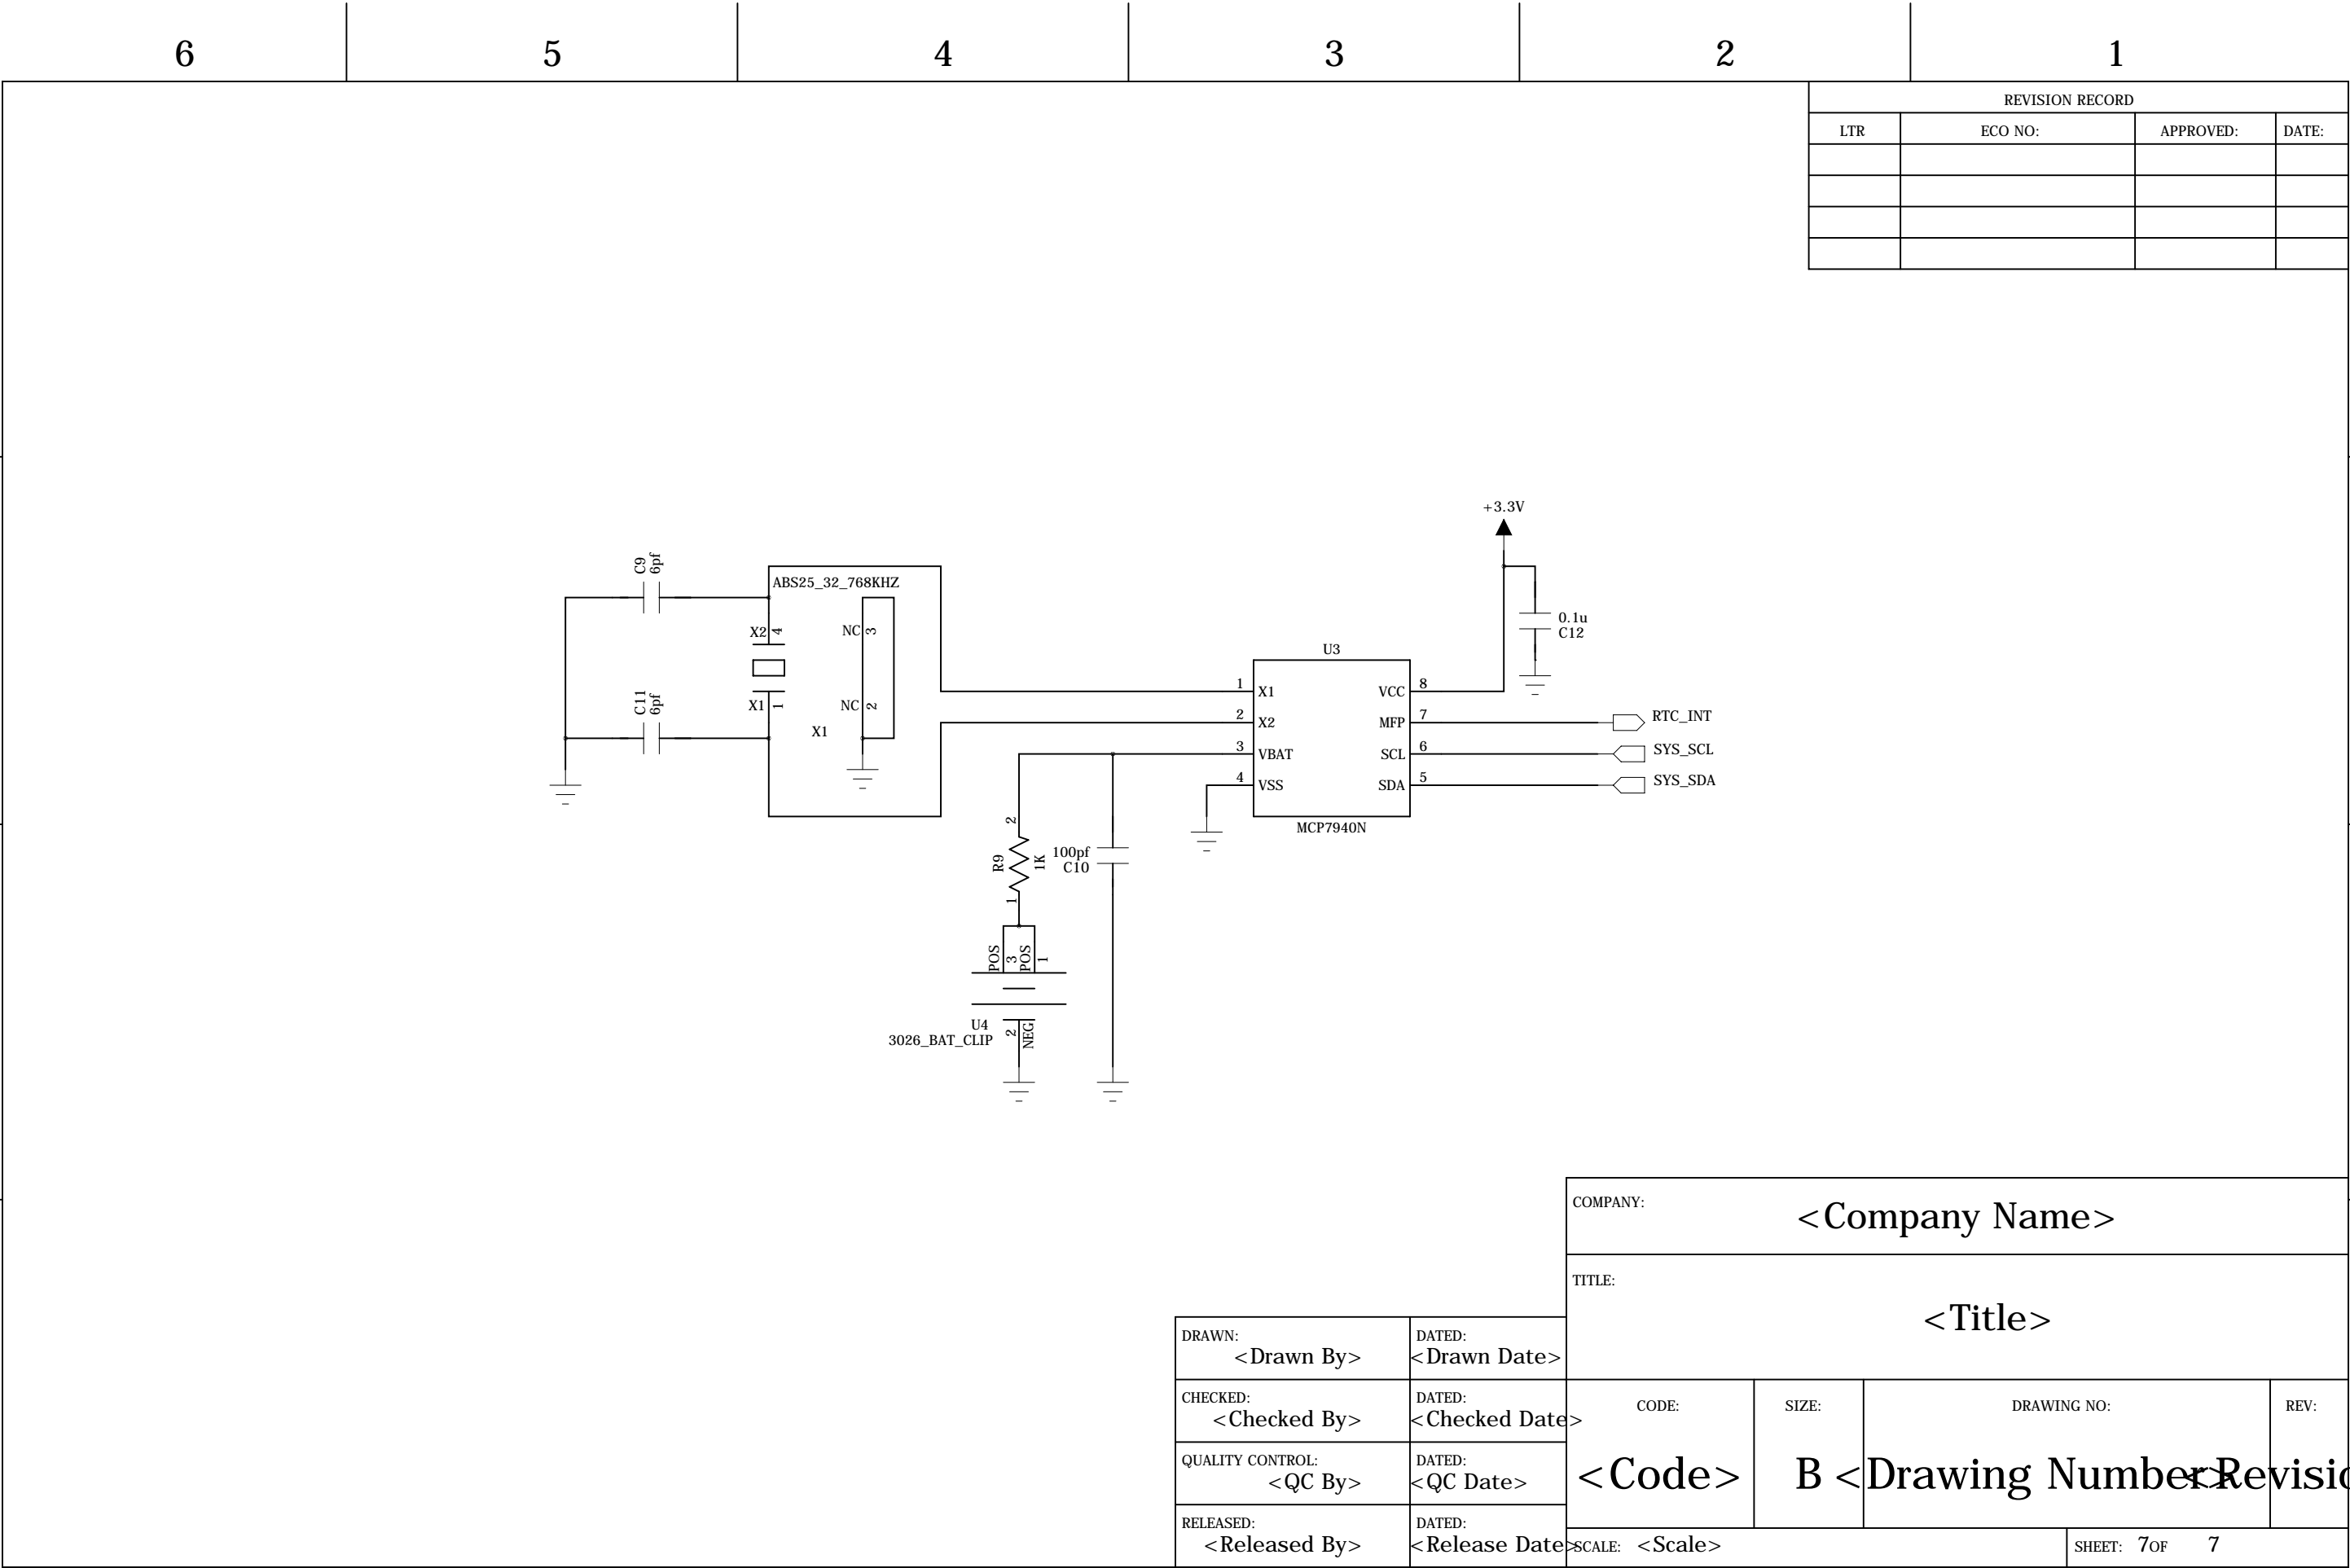 6 5 4 3 2 1
REVISION RECORD
LTR ECO NO: APPROVED: DATE:
+3.3V
C9
6pf
ABS25_32_768KHZ
X2 4
NC 3
0.1u
C12
U3
C11
6pf
X1 1
NC 2
X1
1 X1 VCC 8
2 X2 MFP 7 RTC_INT
3 VBAT SCL 6 SYS_SCL
4 VSS SDA 5 SYS_SDA
MCP7940N
2
R9
1K
1
100pf
C10
POS 3
POS 1
U4
3026_BAT_CLIP
2 NEG
COMPANY:
<Company Name>
TITLE:
<Title>
DRAWN: DATED:
<Drawn By> <Drawn Date>
CHECKED: DATED:
<Checked By> <Checked Date>
QUALITY CONTROL: DATED:
<QC By> <QC Date>
RELEASED: DATED:
<Released By> <Release Date>
CODE: SIZE: DRAWING NO: REV:
<Code> B <Drawing Number> <Revisio
SCALE: <Scale> SHEET: 7 OF 7